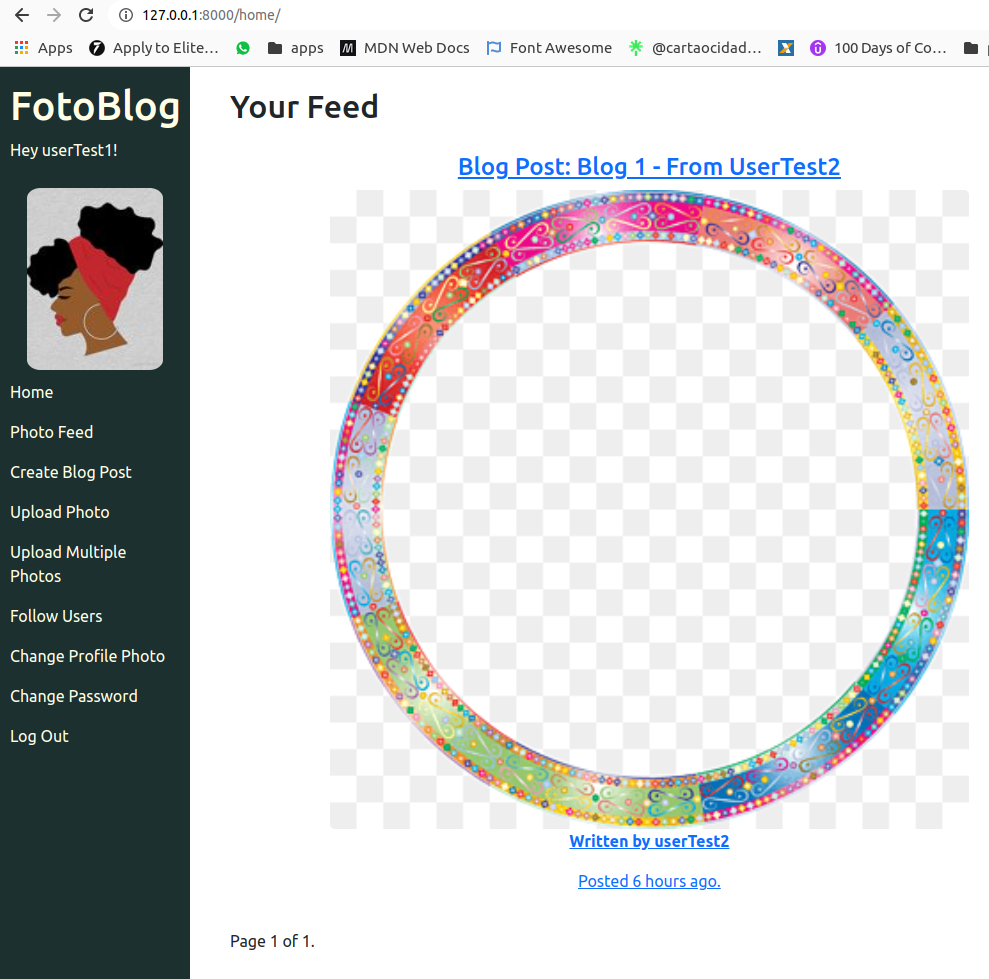 127.0.0.1:8000/home/
Apps Apply to Elite... apps MDN Web Docs Font Awesome @cartaocidad... 100 Days of Co...
FotoBlog
Hey userTest1!
Home
Photo Feed
Create Blog Post
Upload Photo
Upload Multiple
Photos
Follow Users
Change Profile Photo
Change Password
Log Out
Your Feed
Blog Post: Blog 1 - From UserTest2
Written by userTest2
Posted 6 hours ago.
Page 1 of 1.